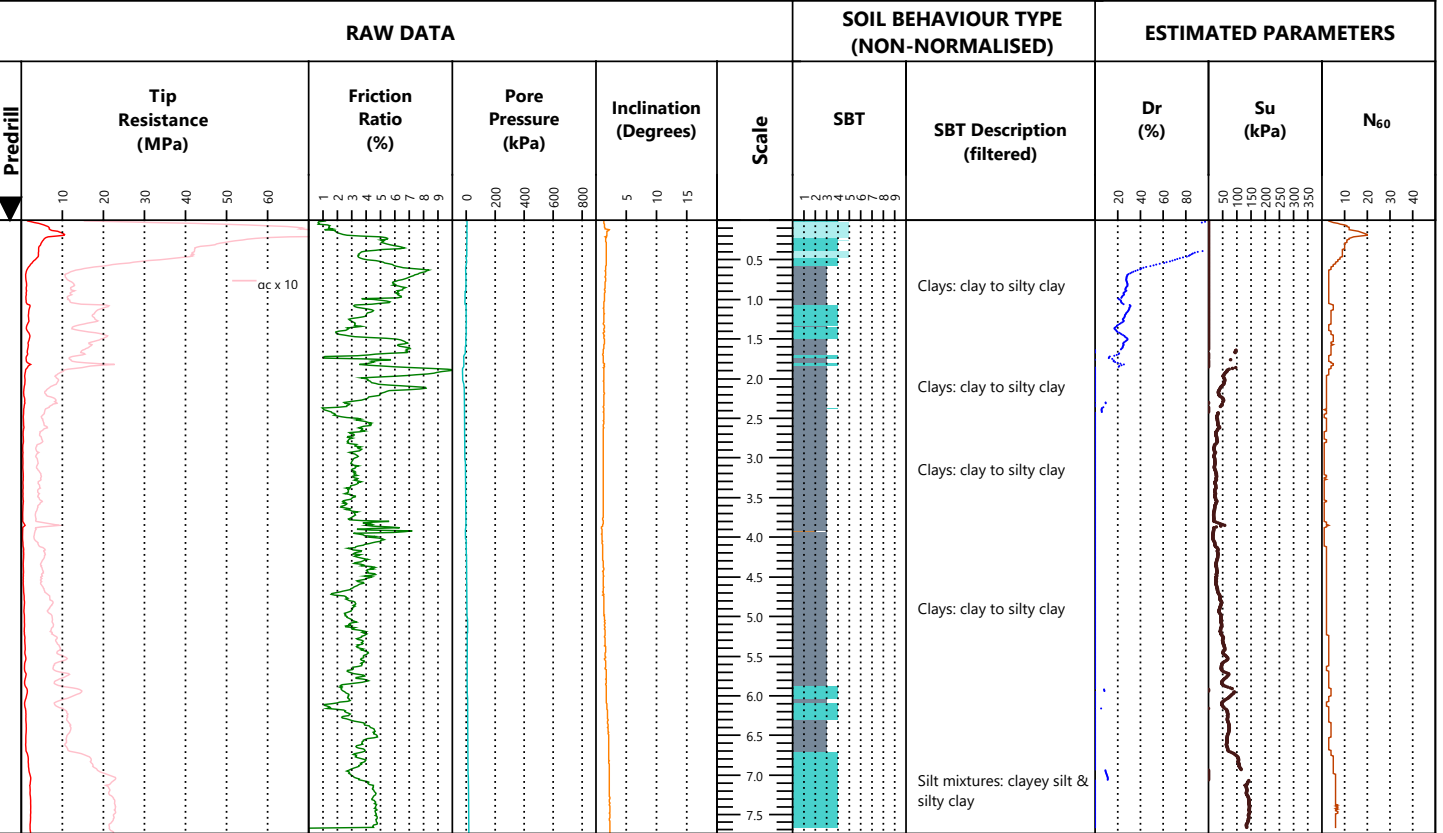 RAW DATA
SOIL BEHAVIOUR TYPE
(NON-NORMALISED)
ESTIMATED PARAMETERS
Predrill
Tip
Resistance
(MPa)
Friction
Ratio
(%)
Pore
Pressure
(kPa)
Inclination
(Degrees)
Scale
SBT
SBT Description
(filtered)
Dr
(%)
Su
(kPa)
N₆₀
10 20 30 40 50 60
1 2 3 4 5 6 7 8 9
0 200 400 600 800
5 10 15
1 2 3 4 5 6 7 8 9
20 40 60 80
50 100 150 200 250 300 350
10 20 30 40
qc x 10
0.5
1.0
1.5
2.0
2.5
3.0
3.5
4.0
4.5
5.0
5.5
6.0
6.5
7.0
7.5
Clays: clay to silty clay
Clays: clay to silty clay
Clays: clay to silty clay
Clays: clay to silty clay
Silt mixtures: clayey silt &
silty clay